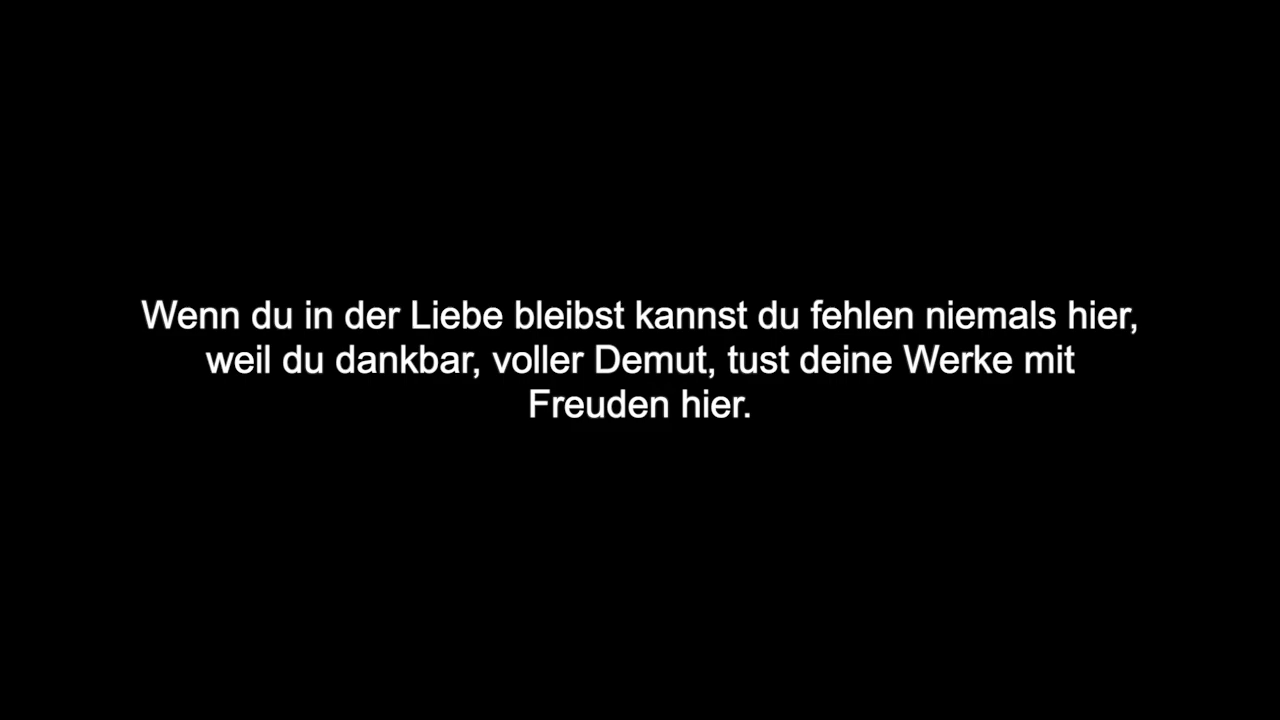 Wenn du in der Liebe bleibst kannst du fehlen niemals hier,
weil du dankbar, voller Demut, tust deine Werke mit
Freuden hier.